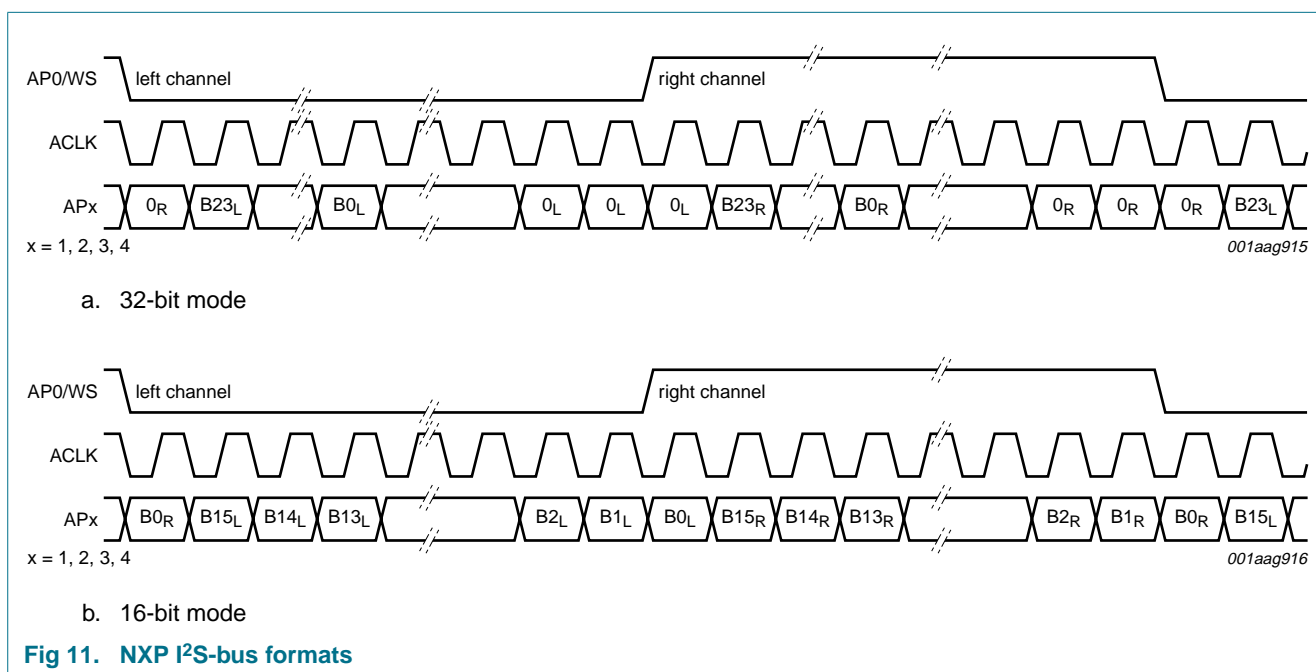 AP0/WS left channel right channel
ACLK
APx 0R B23L B0L 0L 0L 0L B23R B0R 0R 0R 0R B23L
x = 1, 2, 3, 4 001aag915
a. 32-bit mode
AP0/WS left channel right channel
ACLK
APx B0R B15L B14L B13L B2L B1L B0L B15R B14R B13R B2R B1R B0R B15L
x = 1, 2, 3, 4 001aag916
b. 16-bit mode
Fig 11. NXP I²S-bus formats